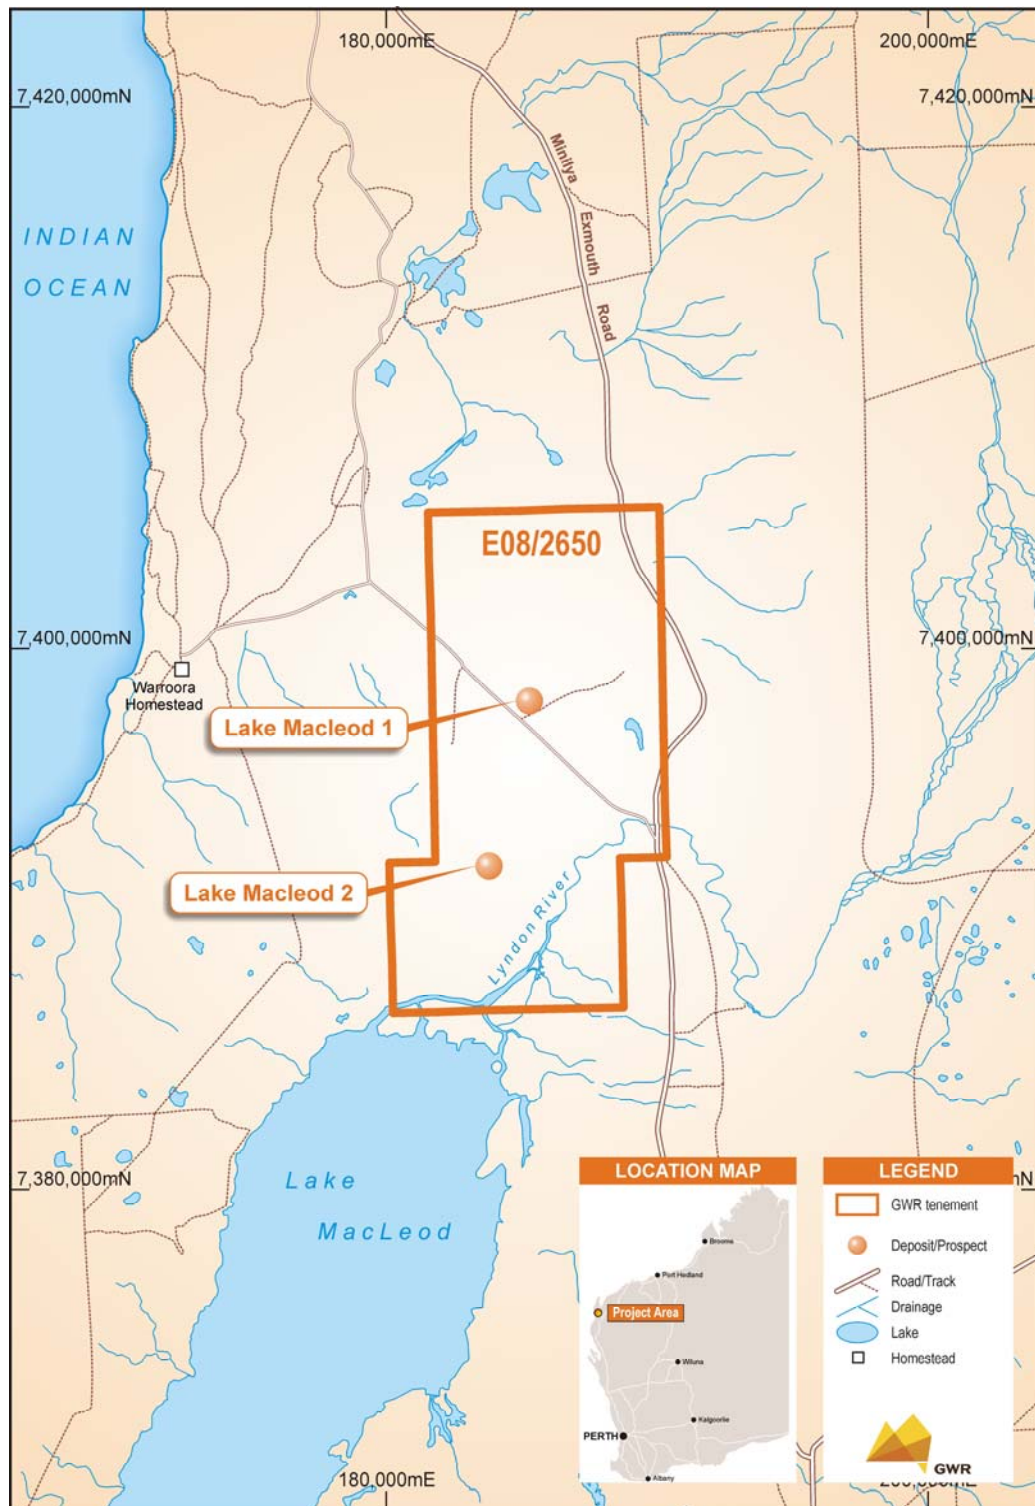 180,000mE
200,000mE
7,420,000mN
7,420,000mN
Minilya
Exmouth
Road
INDIAN
OCEAN
E08/2650
7,400,000mN
7,400,000mN
Warroora
Homestead
Lake Macleod 1
Lake Macleod 2
Lyndon River
7,380,000mN
Lake
MacLeod
LOCATION MAP
Broome
Port Hedland
Project Area
Wiluna
Kalgoorlie
PERTH
Albany
LEGEND
GWR tenement
Deposit/Prospect
Road/Track
Drainage
Lake
Homestead
GWR
180,000mE